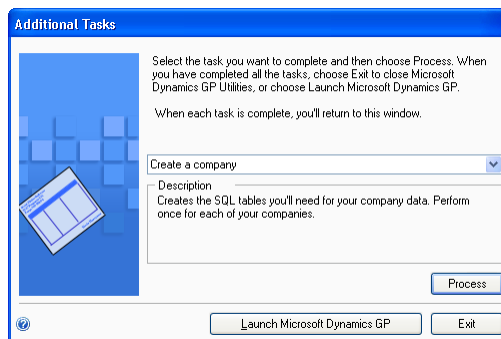 Additional Tasks
Select the task you want to complete and then choose Process. When
you have completed all the tasks, choose Exit to close Microsoft
Dynamics GP Utilities, or choose Launch Microsoft Dynamics GP.
When each task is complete, you'll return to this window.
Create a company
Description
Creates the SQL tables you'll need for your company data. Perform
once for each of your companies.
Process
Launch Microsoft Dynamics GP
Exit